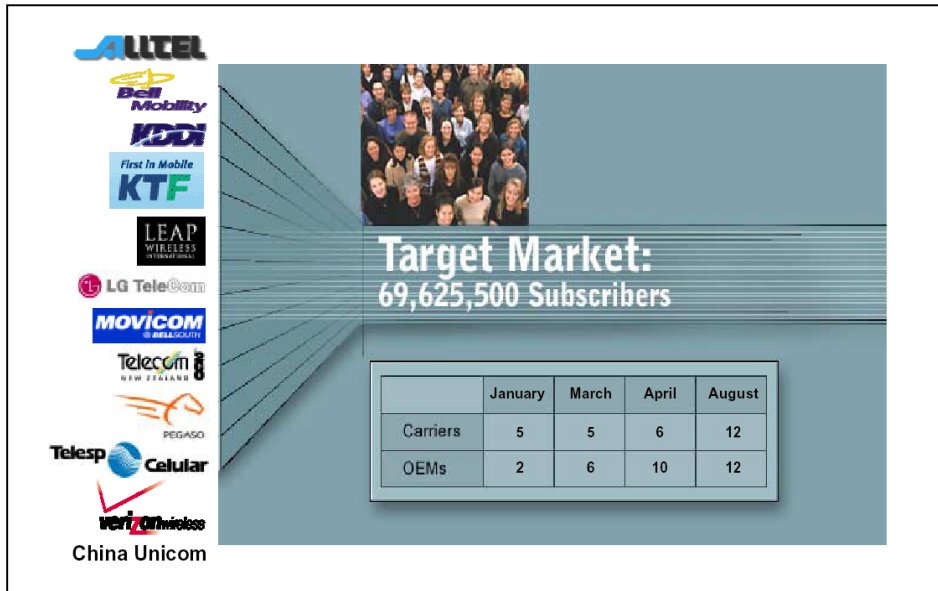 ALLTEL
Bell
Mobility
KDDI
First in Mobile
KTF
LEAP
WIRELESS
INTERNATIONAL
LG TeleCom
MOVICOM
@ BELLSOUTH
Telecom
NEW ZEALAND
PEGASO
Telesp Celular
verizon wireless
China Unicom
Target Market:
69,625,500 Subscribers
January March April August
Carriers 5 5 6 12
OEMs 2 6 10 12